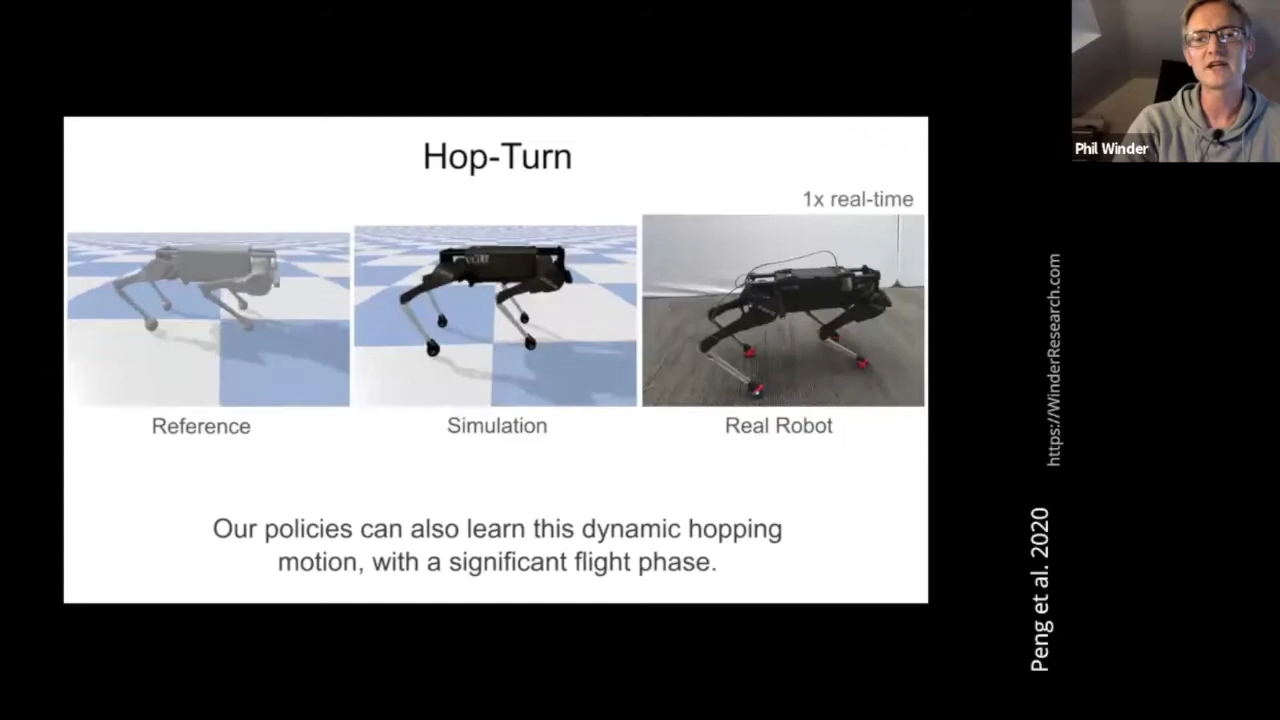 Hop-Turn
1x real-time
Reference
Simulation
Real Robot
Our policies can also learn this dynamic hopping
motion, with a significant flight phase.
Phil Winder
https://WinderResearch.com
Peng et al. 2020